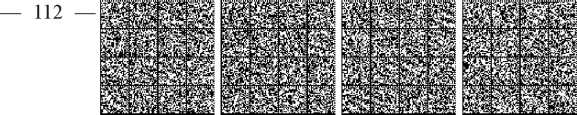 — 112 —